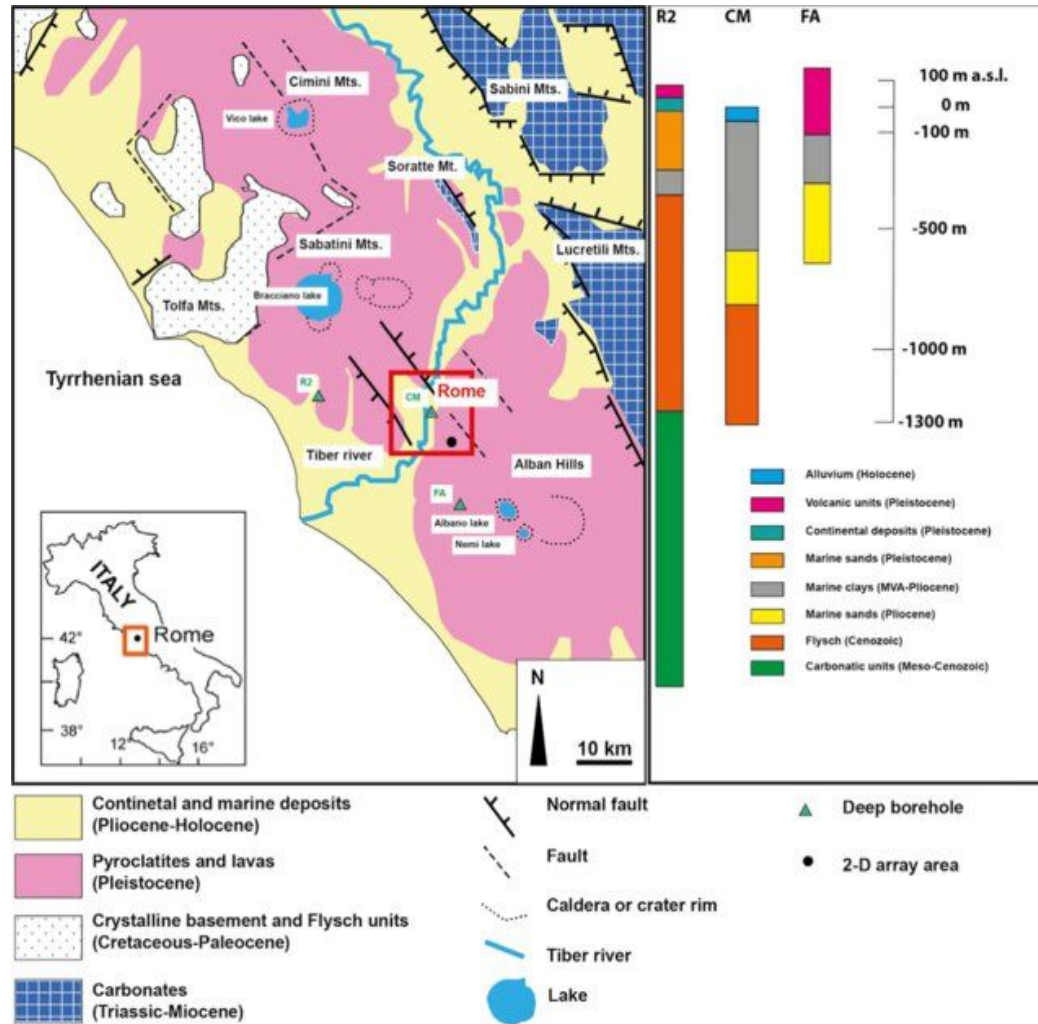 Cimini Mts.
Vico lake
Sabini Mts.
Soratte Mt.
Sabatini Mts.
Lucretili Mts.
Bracciano lake
Tolfa Mts.
Tyrrhenian sea
R2
CM
Rome
Tiber river
Alban Hills
FA
Albano lake
Nemi lake
ITALY
Rome
42°
38°
12°
16°
N
10 km
R2
CM
FA
100 m a.s.l.
0 m
-100 m
-500 m
-1000 m
-1300 m
Alluvium (Holocene)
Volcanic units (Pleistocene)
Continental deposits (Pleistocene)
Marine sands (Pleistocene)
Marine clays (MVA-Pliocene)
Marine sands (Pliocene)
Flysch (Cenozoic)
Carbonatic units (Meso-Cenozoic)
Continetal and marine deposits
(Pliocene-Holocene)
Pyroclatites and lavas
(Pleistocene)
Crystalline basement and Flysch units
(Cretaceous-Paleocene)
Carbonates
(Triassic-Miocene)
Normal fault
Fault
Caldera or crater rim
Tiber river
Lake
Deep borehole
2-D array area